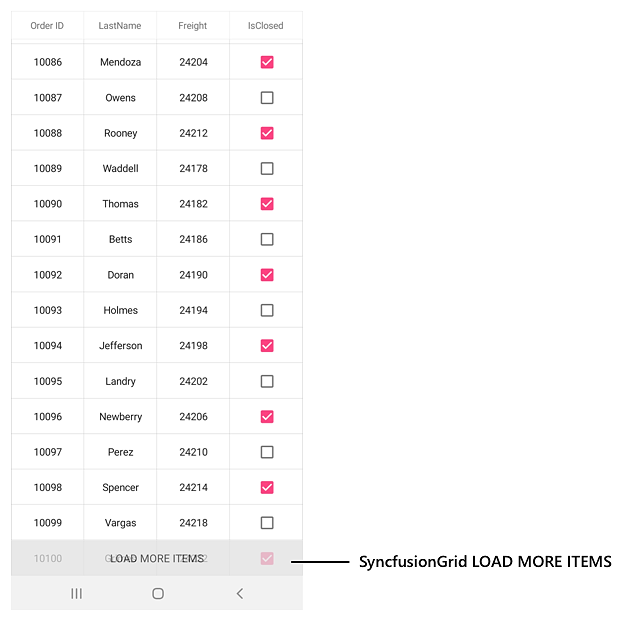 Order ID LastName Freight IsClosed
10086 Mendoza 24204
10087 Owens 24208
10088 Rooney 24212
10089 Waddell 24178
10090 Thomas 24182
10091 Betts 24186
10092 Doran 24190
10093 Holmes 24194
10094 Jefferson 24198
10095 Landry 24202
10096 Newberry 24206
10097 Perez 24210
10098 Spencer 24214
10099 Vargas 24218
10100 LOAD MORE ITEMS
SyncfusionGrid LOAD MORE ITEMS